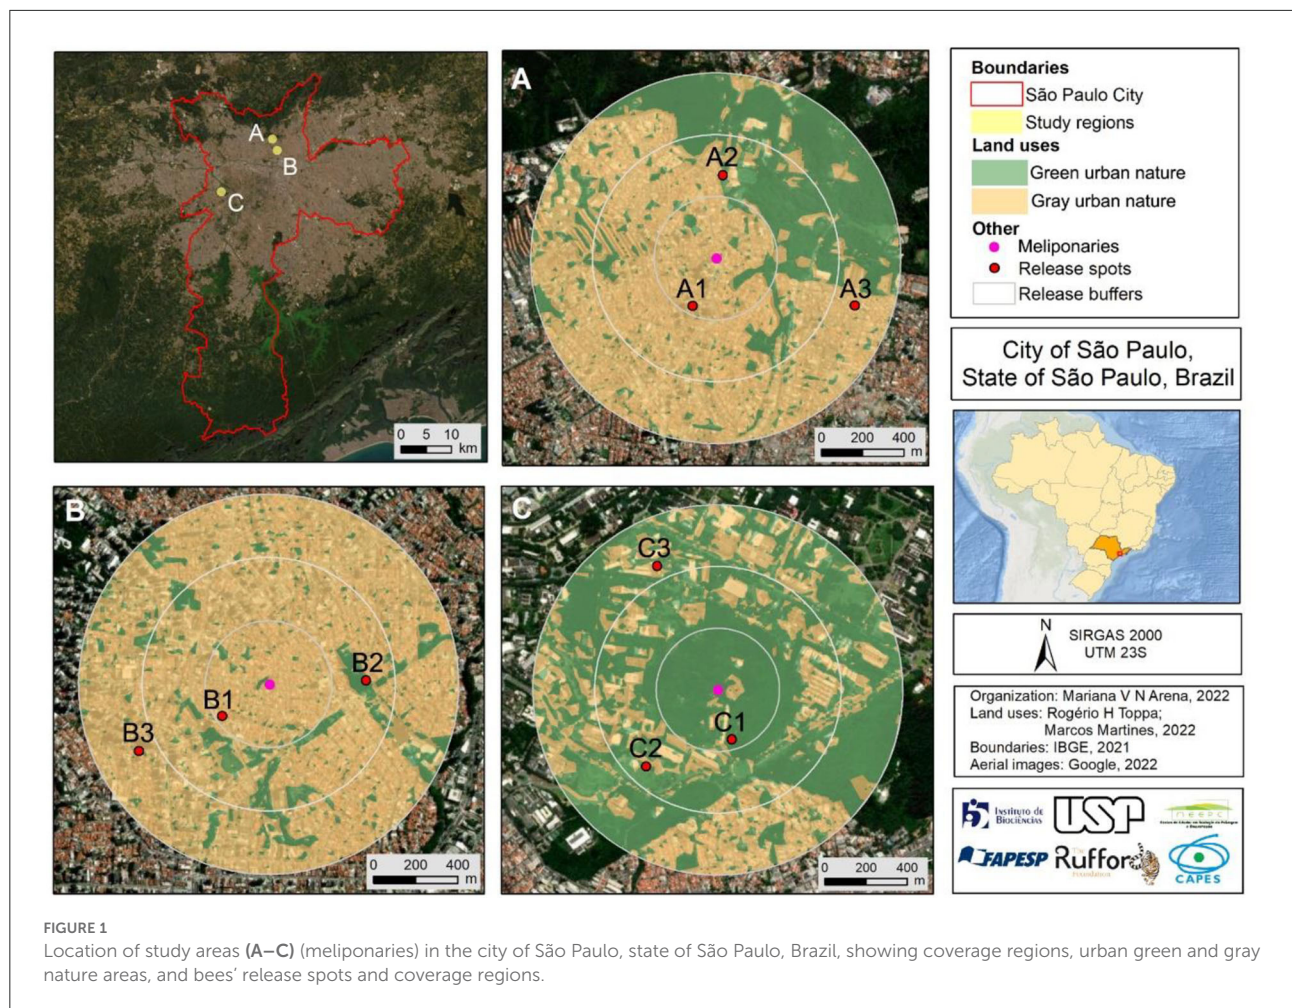 A
B
C
0 5 10
km
A
A2
A1
A3
0 200 400
m
B
B2
B1
B3
0 200 400
m
C
C3
C1
C2
0 200 400
m
Boundaries
São Paulo City
Study regions
Land uses
Green urban nature
Gray urban nature
Other
Meliponaries
Release spots
Release buffers
City of São Paulo,
State of São Paulo, Brazil
N
SIRGAS 2000
UTM 23S
Organization: Mariana V N Arena, 2022
Land uses: Rogério H Toppa;
Marcos Martines, 2022
Boundaries: IBGE, 2021
Aerial images: Google, 2022
INSTITUTO DE
BIOCIÊNCIAS
USP
FAPESP
The
Rufford
Foundation
CAPES
FIGURE 1
Location of study areas (A–C) (meliponaries) in the city of São Paulo, state of São Paulo, Brazil, showing coverage regions, urban green and gray
nature areas, and bees’ release spots and coverage regions.